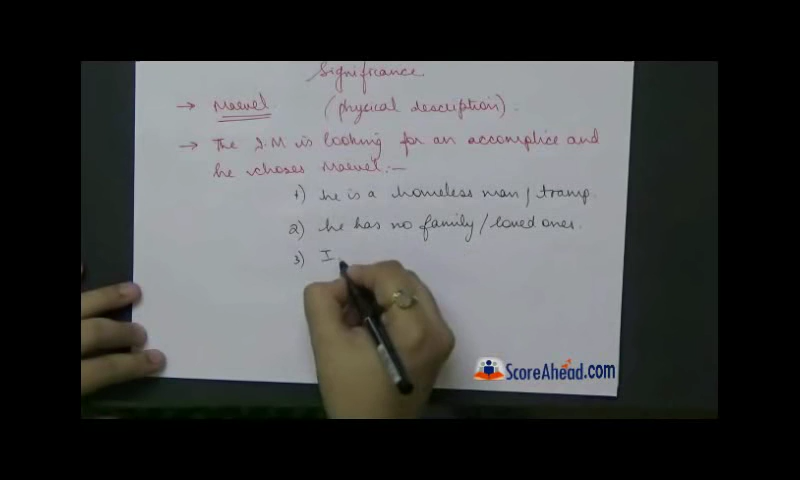 Significance
→ Marvel (physical description).
→ The I.M is looking for an accomplice and
he choses Marvel:-
1) he is a homeless man / tramp.
2) he has no family / loved ones.
3) I.
ScoreAhead.com